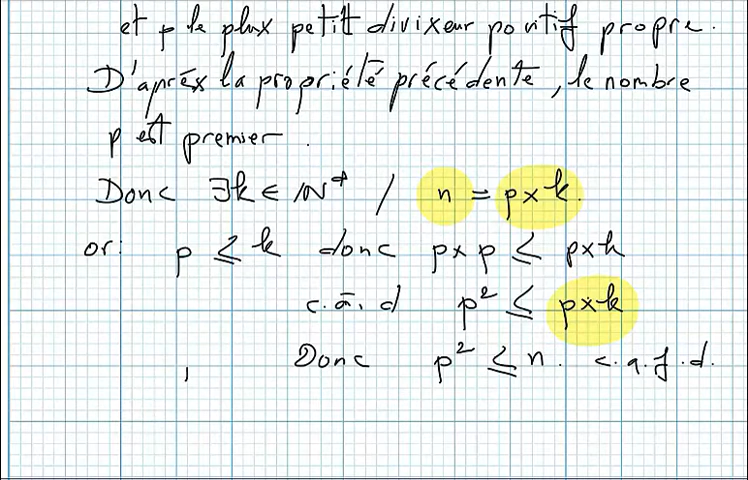 et p le plus petit diviseur positif propre.
D'après la propriété précédente, le nombre
p est premier.
Donc ∃k ∈ ℕ* / n = p×k.
or: p ≤ k donc p×p ≤ p×k
c.à.d p² ≤ p×k
Donc p² ≤ n. c.q.f.d.